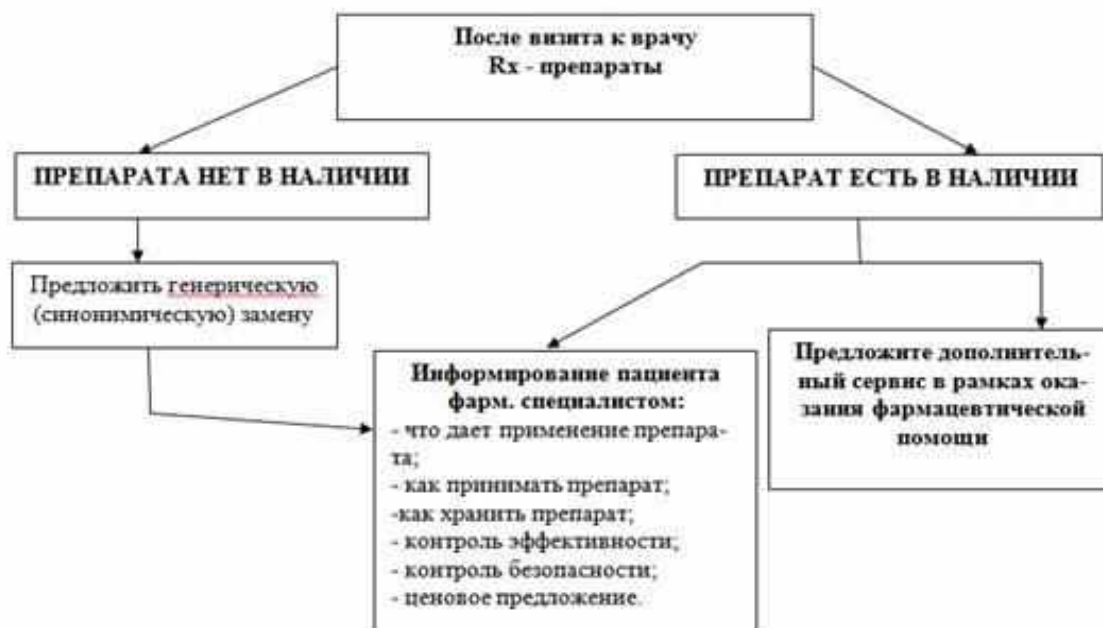 После визита к врачу
Rx - препараты
ПРЕПАРАТА НЕТ В НАЛИЧИИ
ПРЕПАРАТ ЕСТЬ В НАЛИЧИИ
Предложить генерическую
(синонимическую) замену
Информирование пациента
фарм. специалистом:
- что дает применение препара-
та;
- как принимать препарат;
-как хранить препарат;
- контроль эффективности;
- контроль безопасности;
- ценовое предложение.
Предложите дополнитель-
ный сервис в рамках ока-
зания фармацевтической
помощи